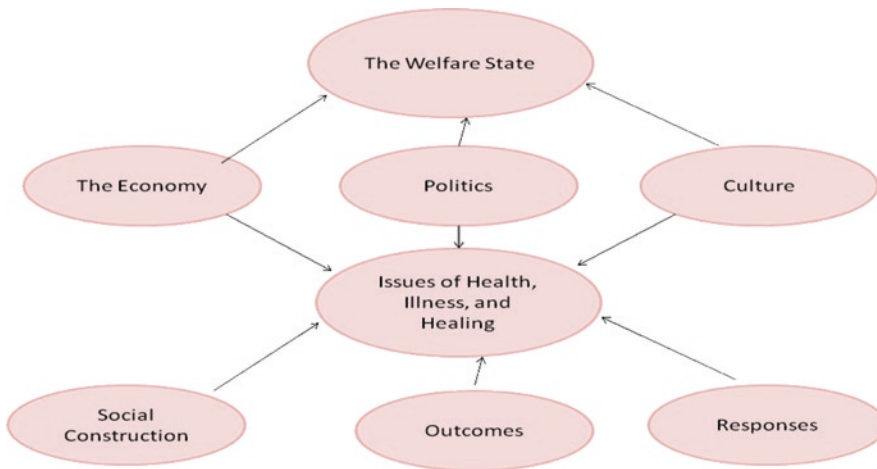 The Welfare State
The Economy
Politics
Culture
Issues of Health,
Illness, and
Healing
Social
Construction
Outcomes
Responses